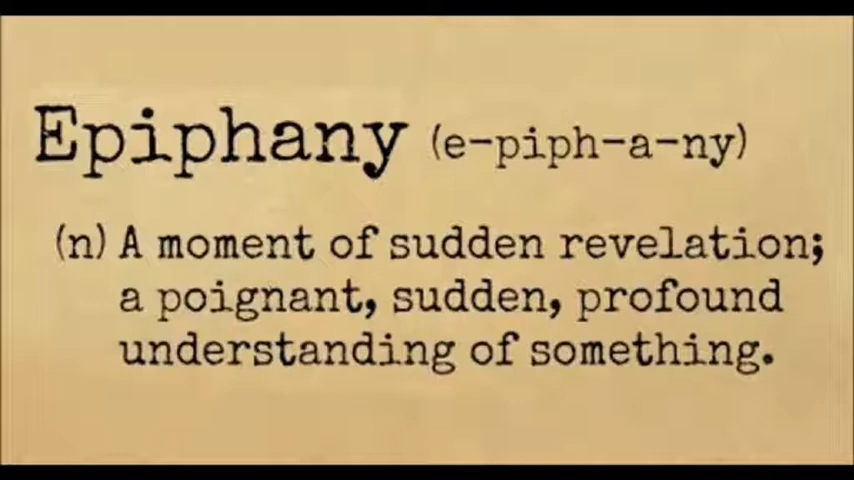 Epiphany (e-piph-a-ny)
(n) A moment of sudden revelation;
a poignant, sudden, profound
understanding of something.